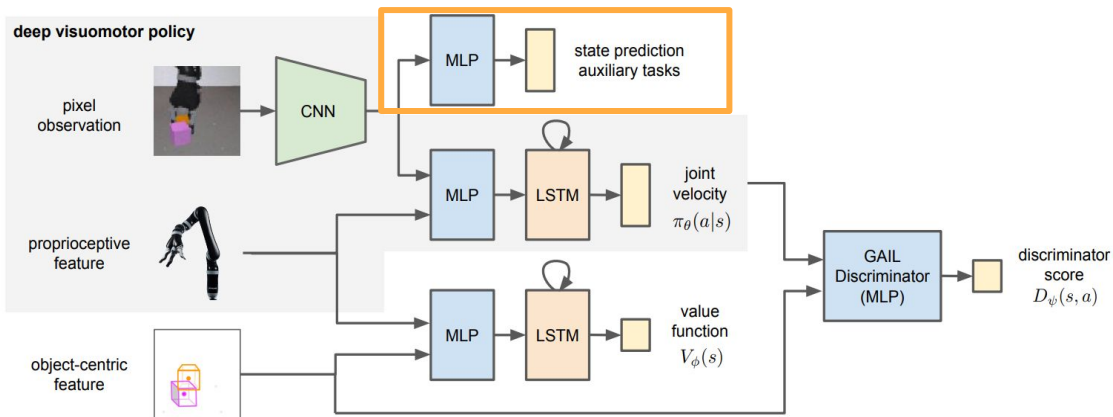 deep visuomotor policy
pixel
observation
CNN
MLP
state prediction
auxiliary tasks
proprioceptive
feature
MLP
LSTM
joint
velocity
πθ(a|s)
object-centric
feature
MLP
LSTM
value
function
Vϕ(s)
GAIL
Discriminator
(MLP)
discriminator
score
Dψ(s, a)